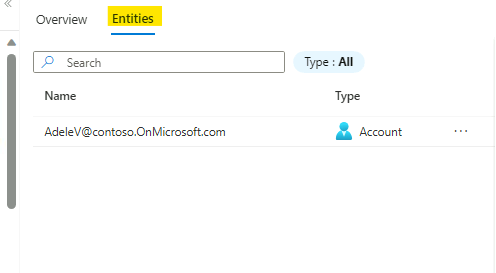 Overview Entities
Search Type : All
Name Type
AdeleV@contoso.OnMicrosoft.com Account